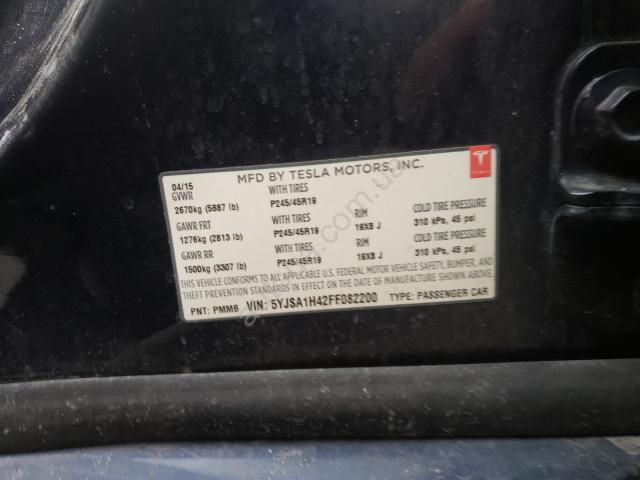 MFD BY TESLA MOTORS, INC.
04/15
GVWR WITH TIRES
2670kg (5887 lb) P245/45R19
GAWR FRT WITH TIRES RIM COLD TIRE PRESSURE
1276kg (2813 lb) P245/45R19 19X8 J 310 kPa, 45 psi
GAWR RR WITH TIRES RIM COLD TIRE PRESSURE
1500kg (3307 lb) P245/45R19 19X8 J 310 kPa, 45 psi
THIS VEHICLE CONFORMS TO ALL APPLICABLE U.S. FEDERAL MOTOR VEHICLE SAFETY, BUMPER, AND
THEFT PREVENTION STANDARDS IN EFFECT ON THE DATE OF MANUFACTURE SHOWN ABOVE.
PNT: PMMB VIN: 5YJSA1H42FF082200 TYPE: PASSENGER CAR
TESLA